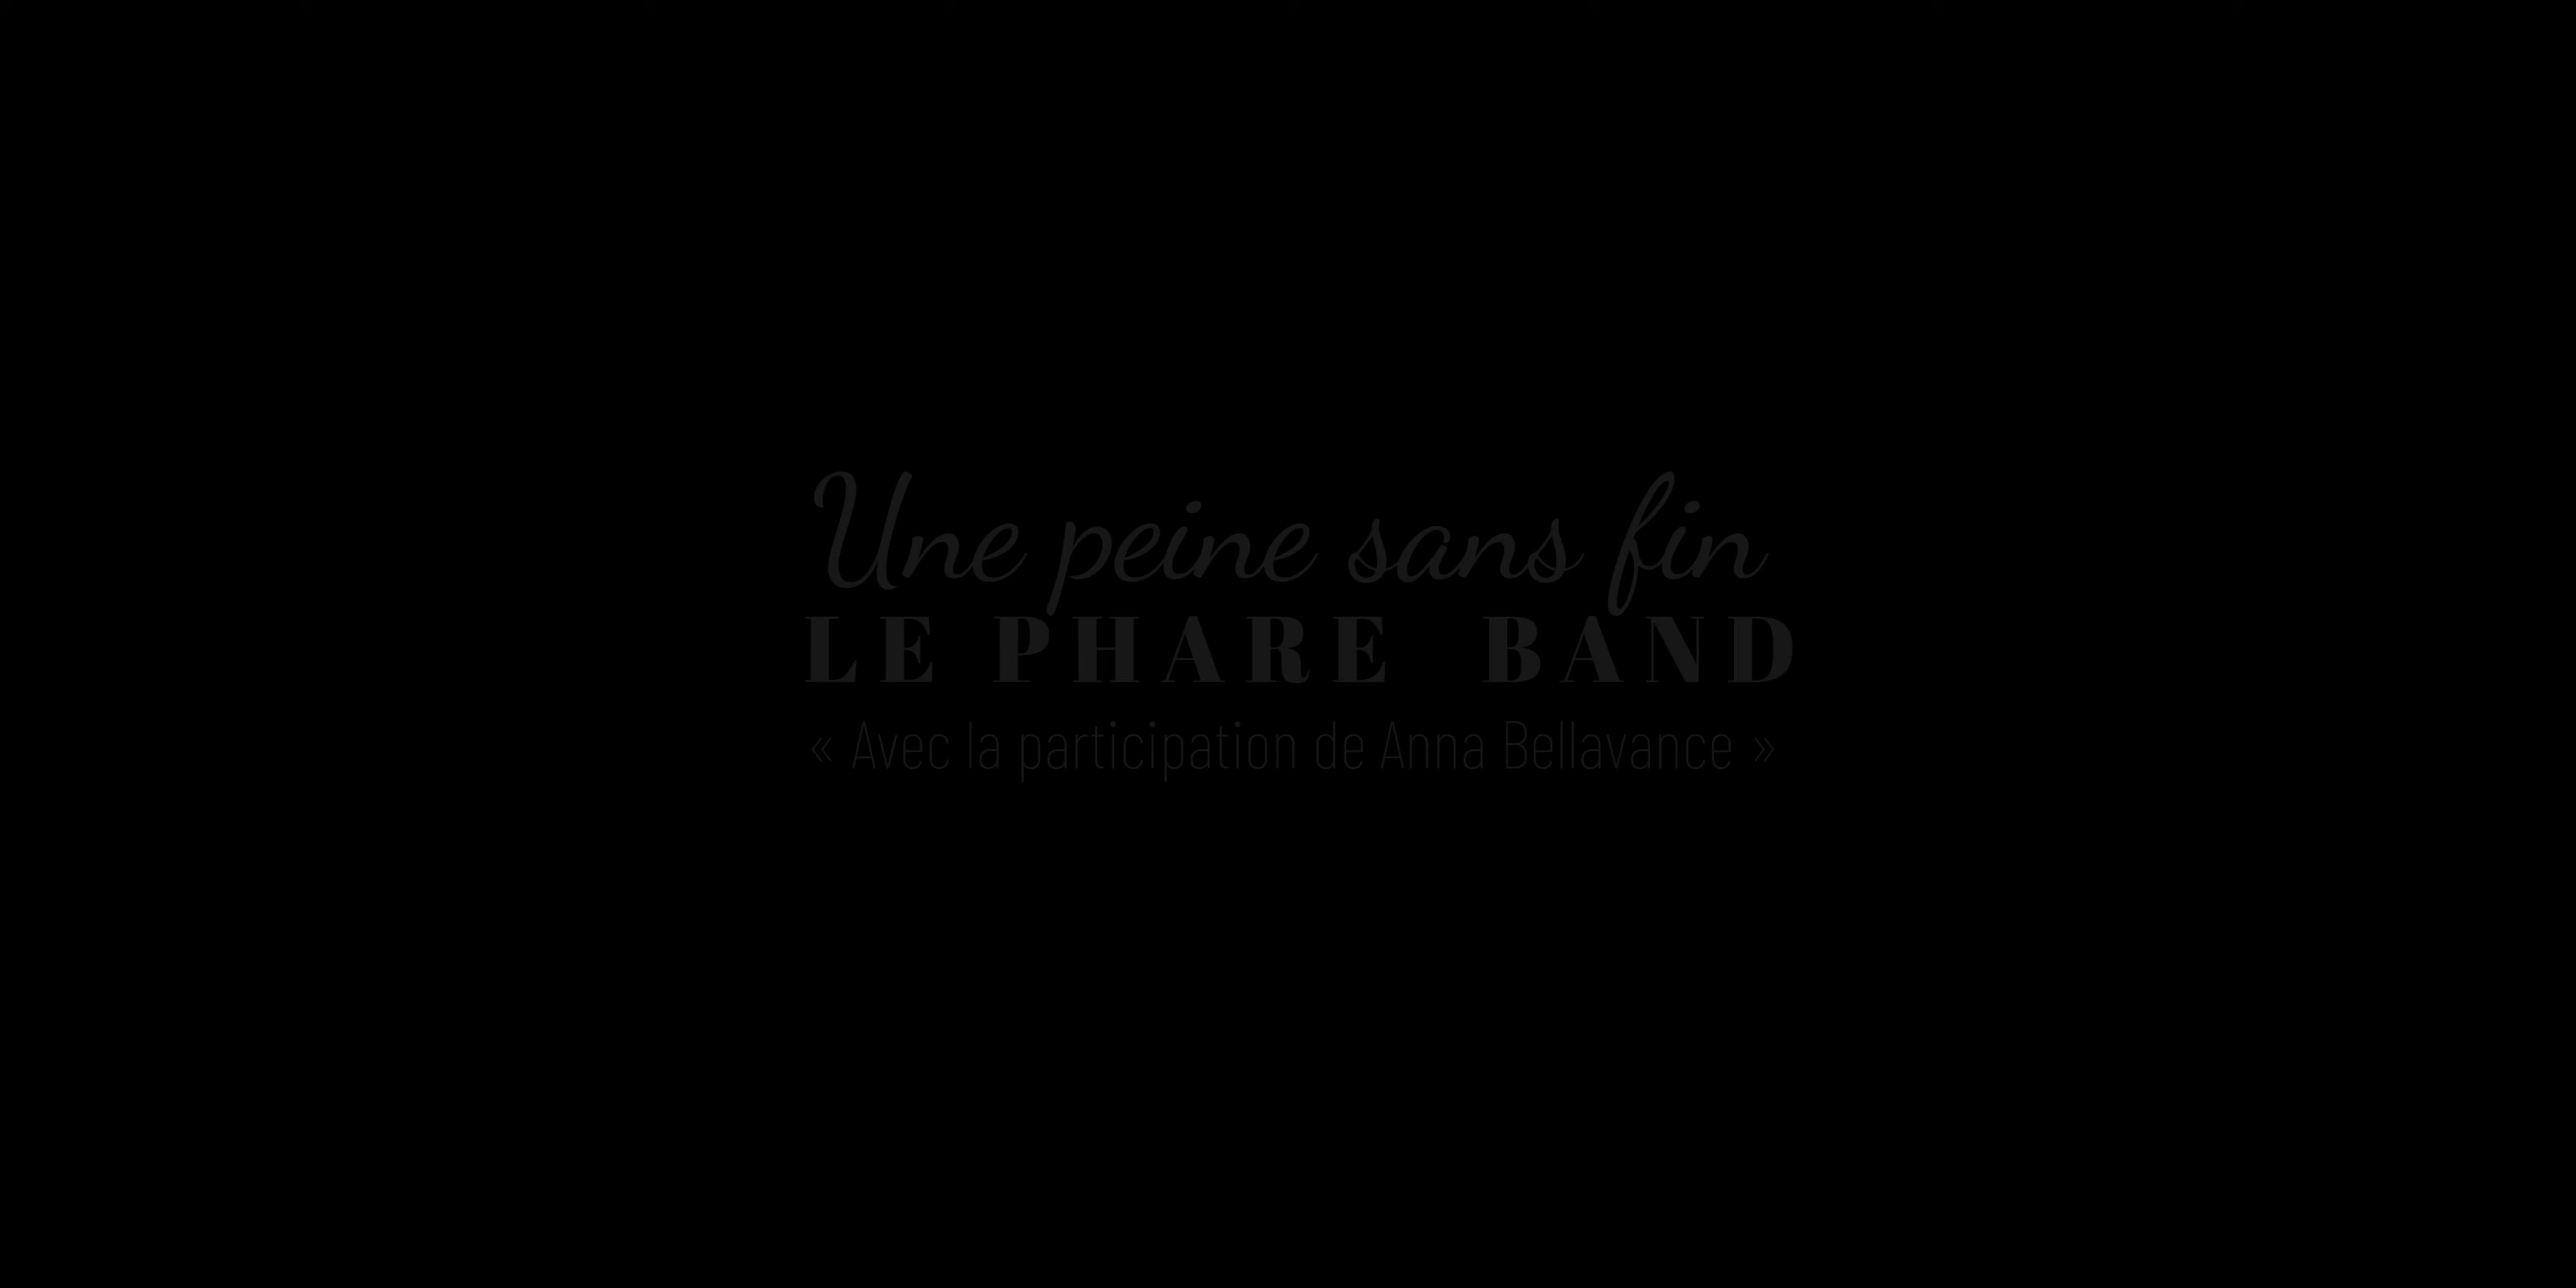 Une peine sans fin
LE PHARE BAND
« Avec la participation de Anna Bellavance »